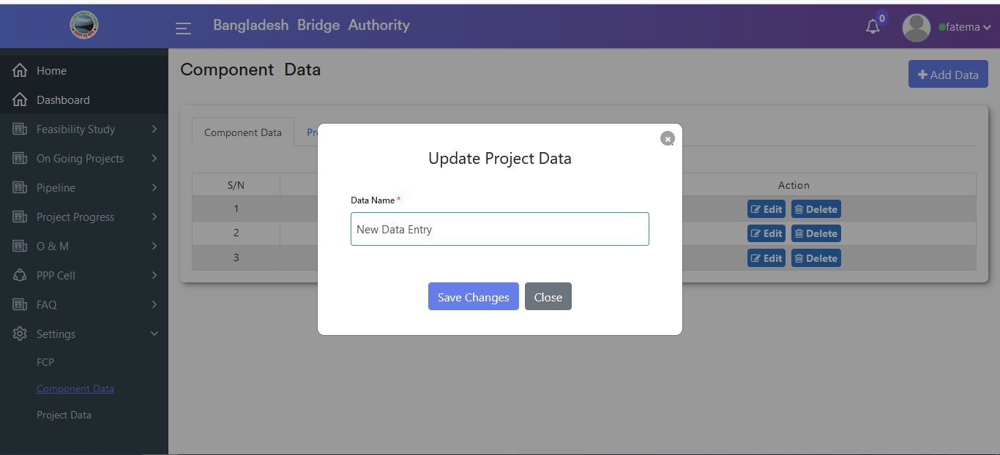 Bangladesh Bridge Authority
0
fatema
Home
Dashboard
Feasibility Study
On Going Projects
Pipeline
Project Progress
O & M
PPP Cell
FAQ
Settings
FCP
Component Data
Project Data
Component Data
Add Data
Component Data Pr
S/N Action
1 Edit Delete
2 Edit Delete
3 Edit Delete
Update Project Data
Data Name *
New Data Entry
Save Changes Close